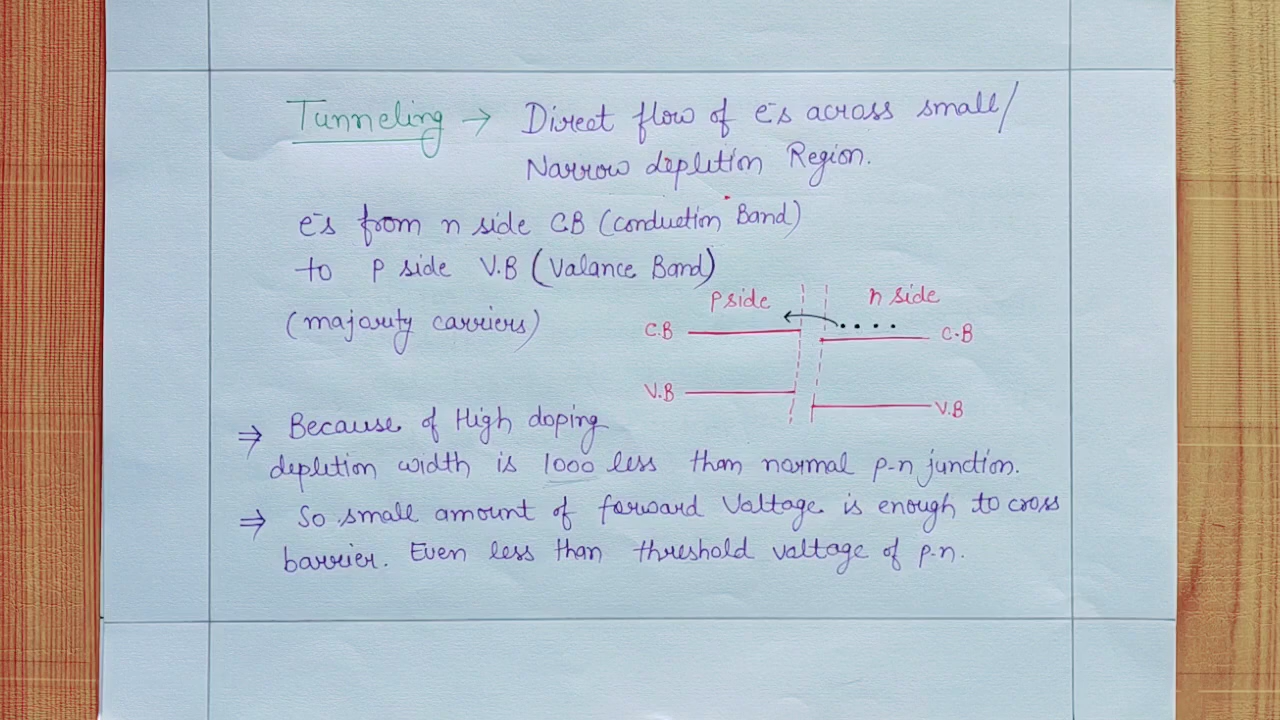 Tunneling → Direct flow of e⁻s across small/
Narrow depletion Region.
e⁻s from n side CB (conduction Band)
to p side V.B (Valance Band)
(majority carriers)
p side n side
C.B C-B
V.B V.B
⇒ Because of High doping
depletion width is 1000 less than normal p-n junction.
⇒ So small amount of forward Voltage is enough to cross
barrier. Even less than threshold voltage of p-n.